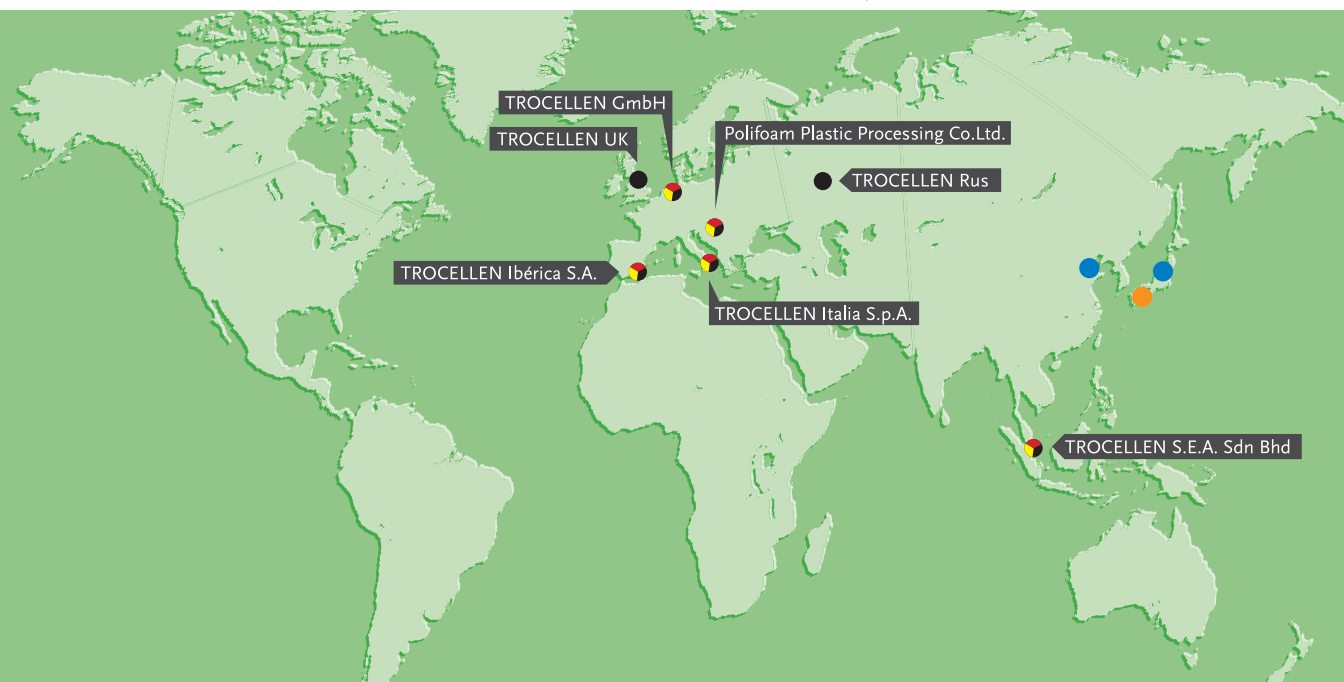 TROCELLEN GmbH
TROCELLEN UK
Polifoam Plastic Processing Co.Ltd.
TROCELLEN Rus
TROCELLEN Ibérica S.A.
TROCELLEN Italia S.p.A.
TROCELLEN S.E.A. Sdn Bhd